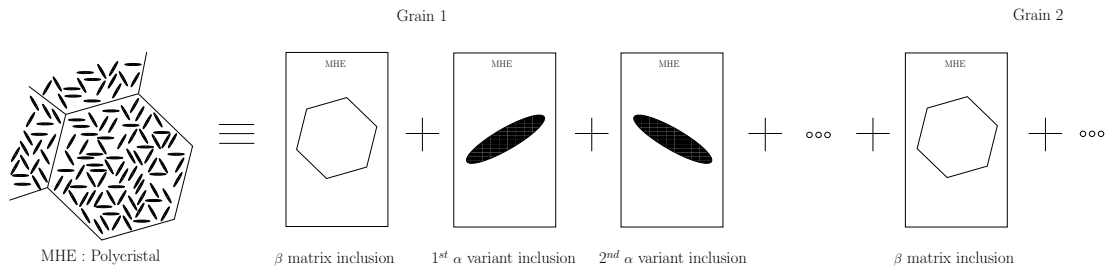 Grain 1
Grain 2
MHE
MHE
MHE
MHE
MHE : Polycristal
β matrix inclusion
1st α variant inclusion
2nd α variant inclusion
β matrix inclusion